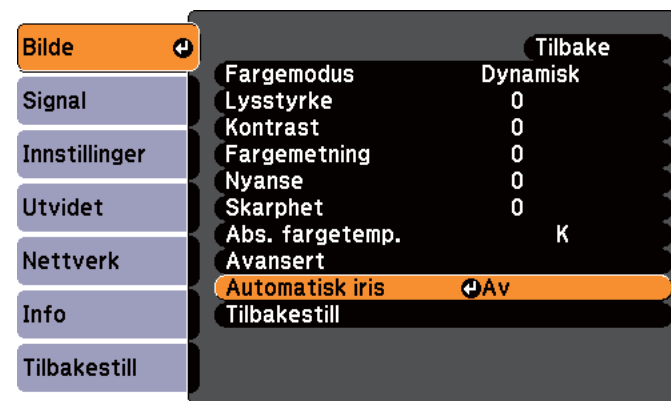 Bilde
Signal
Innstillinger
Utvidet
Nettverk
Info
Tilbakestill
Tilbake
Fargemodus Dynamisk
Lysstyrke 0
Kontrast 0
Fargemetning 0
Nyanse 0
Skarphet 0
Abs. fargetemp. K
Avansert
Automatisk iris Av
Tilbakestill